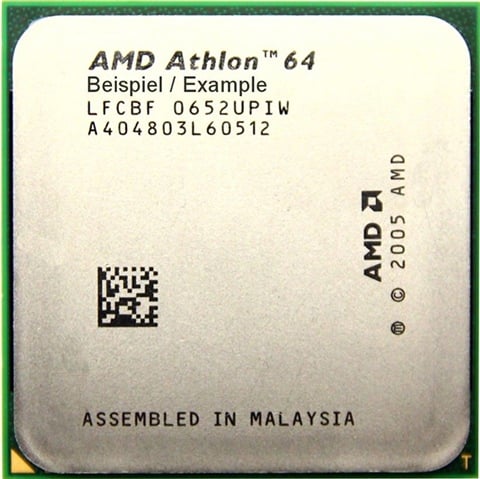 AMD Athlon™ 64
Beispiel / Example
LFCBF 0652UPIW
A404803L60512
AMD
ⓜ © 2005 AMD
ASSEMBLED IN MALAYSIA
T